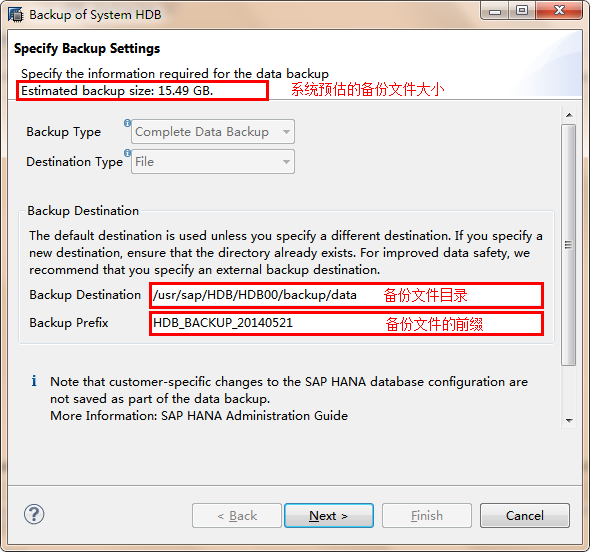 Backup of System HDB
Specify Backup Settings
Specify the information required for the data backup
Estimated backup size: 15.49 GB.
系统预估的备份文件大小
Backup Type
Complete Data Backup
Destination Type
File
Backup Destination
The default destination is used unless you specify a different destination. If you specify a
new destination, ensure that the directory already exists. For improved data safety, we
recommend that you specify an external backup destination.
Backup Destination
/usr/sap/HDB/HDB00/backup/data
备份文件目录
Backup Prefix
HDB_BACKUP_20140521
备份文件的前缀
Note that customer-specific changes to the SAP HANA database configuration are
not saved as part of the data backup.
More Information: SAP HANA Administration Guide
< Back
Next >
Finish
Cancel